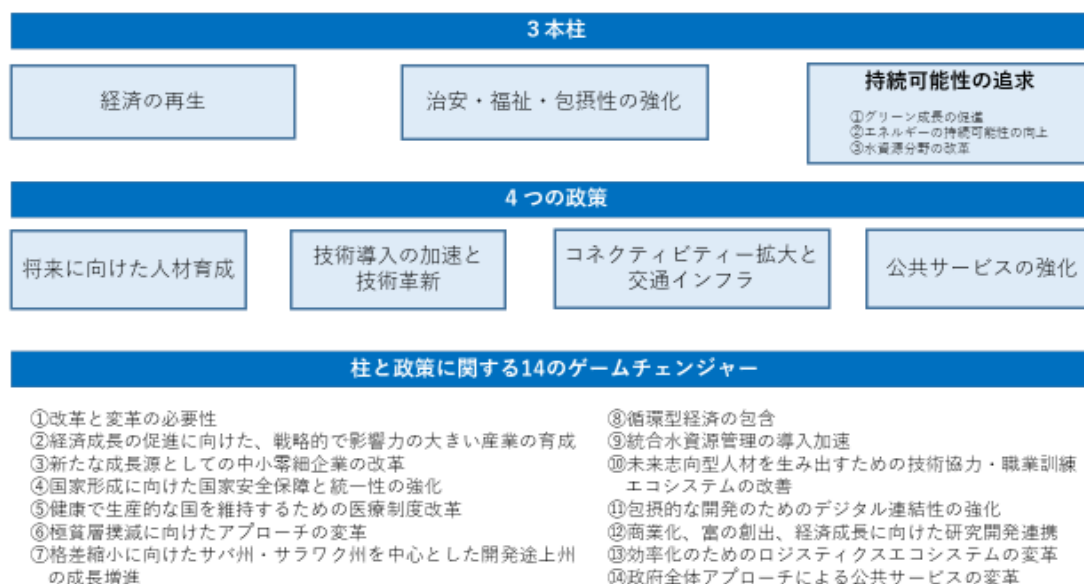 3本柱
経済の再生
治安・福祉・包摂性の強化
持続可能性の追求
①グリーン成長の促進
②エネルギーの持続可能性の向上
③水資源分野の改革
4つの政策
将来に向けた人材育成
技術導入の加速と
技術革新
コネクティビティー拡大と
交通インフラ
公共サービスの強化
柱と政策に関する14のゲームチェンジャー
①改革と変革の必要性
②経済成長の促進に向けた、戦略的で影響力の大きい産業の育成
③新たな成長源としての中小零細企業の改革
④国家形成に向けた国家安全保障と統一性の強化
⑤健康で生産的な国を維持するための医療制度改革
⑥極貧層撲滅に向けたアプローチの変革
⑦格差縮小に向けたサバ州・サラワク州を中心とした開発途上州
の成長増進
⑧循環型経済の包含
⑨統合水資源管理の導入加速
⑩未来志向型人材を生み出すための技術協力・職業訓練
エコシステムの改善
⑪包摂的な開発のためのデジタル連結性の強化
⑫商業化、富の創出、経済成長に向けた研究開発連携
⑬効率化のためのロジスティクスエコシステムの変革
⑭政府全体アプローチによる公共サービスの変革